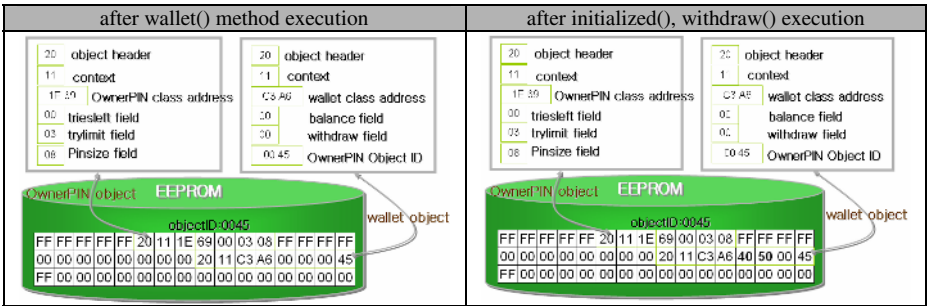 after wallet() method execution
20 object header
11 context
OwnerPIN class address
00 triesleft field
03 trylimit field
08 Pinsize field
20 object header
11 context
C3 A6 wallet class address
00 balance field
00 withdraw field
00 45 OwnerPIN Object ID
OwnerPIN object EEPROM
wallet object
objectID:0045
FF FF FF FF FF 20 11 1E 69 00 03 08 FF FF FF FF
00 00 00 00 00 00 00 00 20 11 C3 A6 00 00 00 45
FF 00 00 00 00 00 00 00 00 00 00 00 00 00 00 00
after initialized(), withdraw() execution
20 object header
11 context
OwnerPIN class address
00 triesleft field
03 trylimit field
08 Pinsize field
20 object header
11 context
C3 A6 wallet class address
balance field
withdraw field
00 45 OwnerPIN Object ID
OwnerPIN object EEPROM
wallet object
objectID:0045
FF FF FF FF FF 20 11 1E 69 00 03 08 FF FF FF FF
00 00 00 00 00 00 00 00 20 11 C3 A6 40 50 00 45
FF 00 00 00 00 00 00 00 00 00 00 00 00 00 00 00